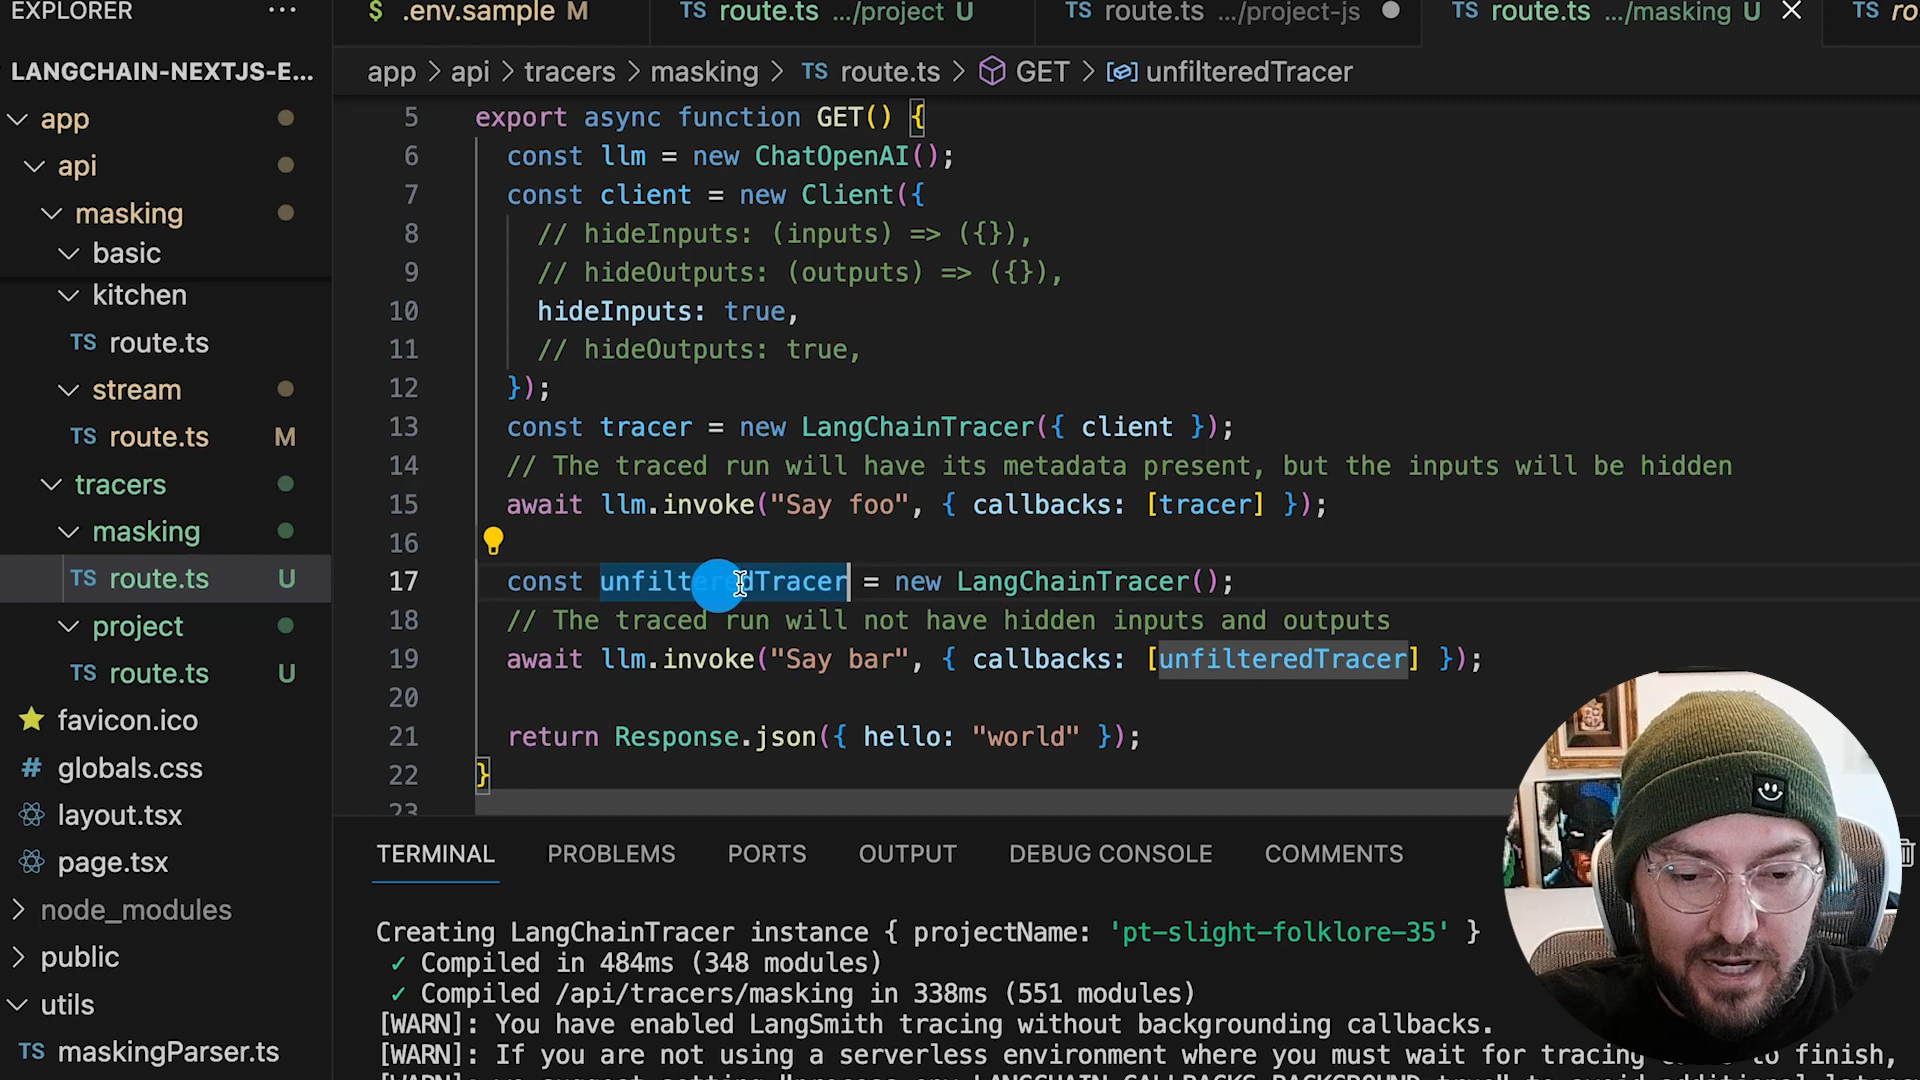 EXPLORER ...
LANGCHAIN-NEXTJS-E...
app
api
masking
basic
kitchen
TS route.ts
stream
TS route.ts M
tracers
masking
TS route.ts U
project
TS route.ts U
favicon.ico
# globals.css
layout.tsx
page.tsx
node_modules
public
utils
TS maskingParser.ts
$ .env.sample M
TS route.ts .../project U
TS route.ts .../project-js
TS route.ts .../masking U
TS ro
app > api > tracers > masking > TS route.ts > GET > unfilteredTracer
5 export async function GET() {
6 const llm = new ChatOpenAI();
7 const client = new Client({
8 // hideInputs: (inputs) => ({}),
9 // hideOutputs: (outputs) => ({}),
10 hideInputs: true,
11 // hideOutputs: true,
12 });
13 const tracer = new LangChainTracer({ client });
14 // The traced run will have its metadata present, but the inputs will be hidden
15 await llm.invoke("Say foo", { callbacks: [tracer] });
16
17 const unfilteredTracer = new LangChainTracer();
18 // The traced run will not have hidden inputs and outputs
19 await llm.invoke("Say bar", { callbacks: [unfilteredTracer] });
20
21 return Response.json({ hello: "world" });
22 }
23
TERMINAL PROBLEMS PORTS OUTPUT DEBUG CONSOLE COMMENTS
Creating LangChainTracer instance { projectName: 'pt-slight-folklore-35' }
✓ Compiled in 484ms (348 modules)
✓ Compiled /api/tracers/masking in 338ms (551 modules)
[WARN]: You have enabled LangSmith tracing without backgrounding callbacks.
[WARN]: If you are not using a serverless environment where you must wait for tracing to finish,